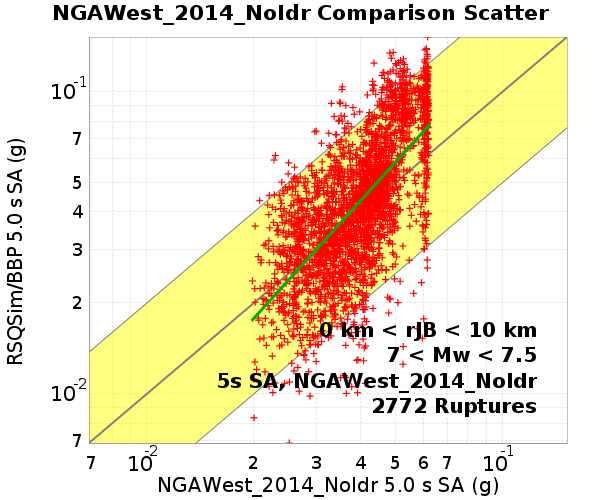 NGAWest_2014_NoIdr Comparison Scatter
RSQSim/BBP 5.0 s SA (g)
10-1
7
5
4
3
2
10-2
7
0 km < rJB < 10 km
7 < Mw < 7.5
5s SA, NGAWest_2014_NoIdr
2772 Ruptures
7 10-2 2 3 4 5 6 7 10-1
NGAWest_2014_NoIdr 5.0 s SA (g)